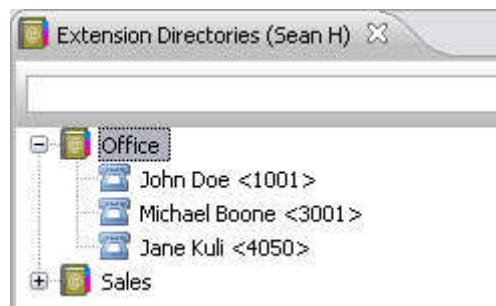 Extension Directories (Sean H)
Office
John Doe <1001>
Michael Boone <3001>
Jane Kuli <4050>
Sales